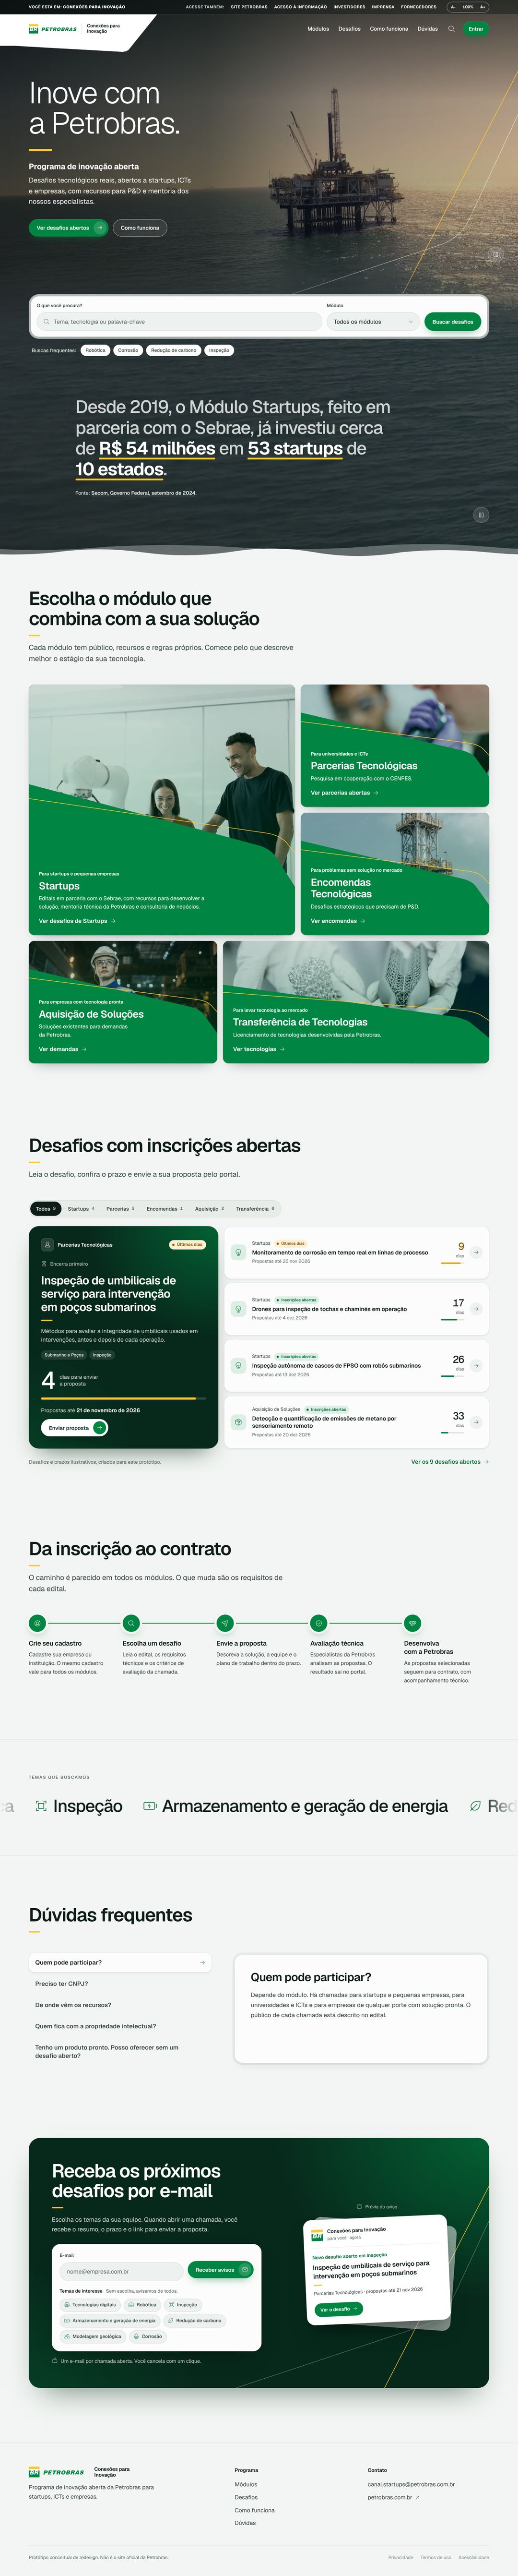 VOCÊ ESTÁ EM: CONEXÕES PARA INOVAÇÃO
ACESSE TAMBÉM: SITE PETROBRAS ACESSO À INFORMAÇÃO INVESTIDORES IMPRENSA FORNECEDORES A- 100% A+
BR PETROBRAS Conexões para
Inovação
Módulos Desafios Como funciona Dúvidas Entrar
Inove com
a Petrobras.
Programa de inovação aberta
Desafios tecnológicos reais, abertos a startups, ICTs
e empresas, com recursos para P&D e mentoria dos
nossos especialistas.
Ver desafios abertos
Como funciona
O que você procura?
Tema, tecnologia ou palavra-chave
Módulo
Todos os módulos
Buscar desafios
Buscas frequentes: Robótica Corrosão Redução de carbono Inspeção
Desde 2019, o Módulo Startups, feito em
parceria com o Sebrae, já investiu cerca
de R$ 54 milhões em 53 startups de
10 estados.
Fonte: Secom, Governo Federal, setembro de 2024.
Escolha o módulo que
combina com a sua solução
Cada módulo tem público, recursos e regras próprios. Comece pelo que descreve
melhor o estágio da sua tecnologia.
Para startups e pequenas empresas
Startups
Editais em parceria com o Sebrae, com recursos para desenvolver a
solução, mentoria técnica da Petrobras e consultoria de negócios.
Ver desafios de Startups
Para universidades e ICTs
Parcerias Tecnológicas
Pesquisa em cooperação com o CENPES.
Ver parcerias abertas
Para problemas sem solução no mercado
Encomendas
Tecnológicas
Desafios estratégicos que precisam de P&D.
Ver encomendas
Para empresas com tecnologia pronta
Aquisição de Soluções
Soluções existentes para demandas
da Petrobras.
Ver demandas
Para levar tecnologia ao mercado
Transferência de Tecnologias
Licenciamento de tecnologias desenvolvidas pela Petrobras.
Ver tecnologias
Desafios com inscrições abertas
Leia o desafio, confira o prazo e envie a sua proposta pelo portal.
Todos 9 Startups 4 Parcerias 2 Encomendas 1 Aquisição 2 Transferência 0
Parcerias Tecnológicas
Últimos dias
Encerra primeiro
Inspeção de umbilicais de
serviço para intervenção
em poços submarinos
Métodos para avaliar a integridade de umbilicais usados em
intervenções, antes e depois de cada operação.
Submarino e Poços Inspeção
4 dias para enviar
a proposta
Propostas até 21 de novembro de 2026
Enviar proposta
Startups Últimos dias
Monitoramento de corrosão em tempo real em linhas de processo
Propostas até 26 nov 2026
9
dias
Startups Inscrições abertas
Drones para inspeção de tochas e chaminés em operação
Propostas até 4 dez 2026
17
dias
Startups Inscrições abertas
Inspeção autônoma de cascos de FPSO com robôs submarinos
Propostas até 13 dez 2026
26
dias
Aquisição de Soluções Inscrições abertas
Detecção e quantificação de emissões de metano por
sensoriamento remoto
Propostas até 20 dez 2026
33
dias
Desafios e prazos ilustrativos, criados para este protótipo.
Ver os 9 desafios abertos
Da inscrição ao contrato
O caminho é parecido em todos os módulos. O que muda são os requisitos de
cada edital.
Crie seu cadastro
Cadastre sua empresa ou
instituição. O mesmo cadastro
vale para todos os módulos.
Escolha um desafio
Leia o edital, os requisitos
técnicos e os critérios de
avaliação da chamada.
Envie a proposta
Descreva a solução, a equipe e o
plano de trabalho dentro do prazo.
Avaliação técnica
Especialistas da Petrobras
analisam as propostas. O
resultado sai no portal.
Desenvolva
com a Petrobras
As propostas selecionadas
seguem para contrato, com
acompanhamento técnico.
TEMAS QUE BUSCAMOS
ca Inspeção Armazenamento e geração de energia Red
Dúvidas frequentes
Quem pode participar?
Preciso ter CNPJ?
De onde vêm os recursos?
Quem fica com a propriedade intelectual?
Tenho um produto pronto. Posso oferecer sem um
desafio aberto?
Quem pode participar?
Depende do módulo. Há chamadas para startups e pequenas empresas, para
universidades e ICTs e para empresas de qualquer porte com solução pronta. O
público de cada chamada está descrito no edital.
Receba os próximos
desafios por e-mail
Escolha os temas da sua equipe. Quando abrir uma chamada, você
recebe o resumo, o prazo e o link para enviar a proposta.
E-mail
nome@empresa.com.br
Receber avisos
Temas de interesse Sem escolha, avisamos de todos.
Tecnologias digitais Robótica Inspeção
Armazenamento e geração de energia Redução de carbono
Modelagem geológica Corrosão
Um e-mail por chamada aberta. Você cancela com um clique.
Prévia do aviso
BR Conexões para Inovação
para você · agora
Novo desafio aberto em Inspeção
Inspeção de umbilicais de serviço para
intervenção em poços submarinos
Parcerias Tecnológicas · propostas até 21 nov 2026
Ver o desafio
BR PETROBRAS Conexões para
Inovação
Programa de inovação aberta da Petrobras para
startups, ICTs e empresas.
Programa
Módulos
Desafios
Como funciona
Dúvidas
Contato
canal.startups@petrobras.com.br
petrobras.com.br
Protótipo conceitual de redesign. Não é o site oficial da Petrobras.
Privacidade Termos de uso Acessibilidade